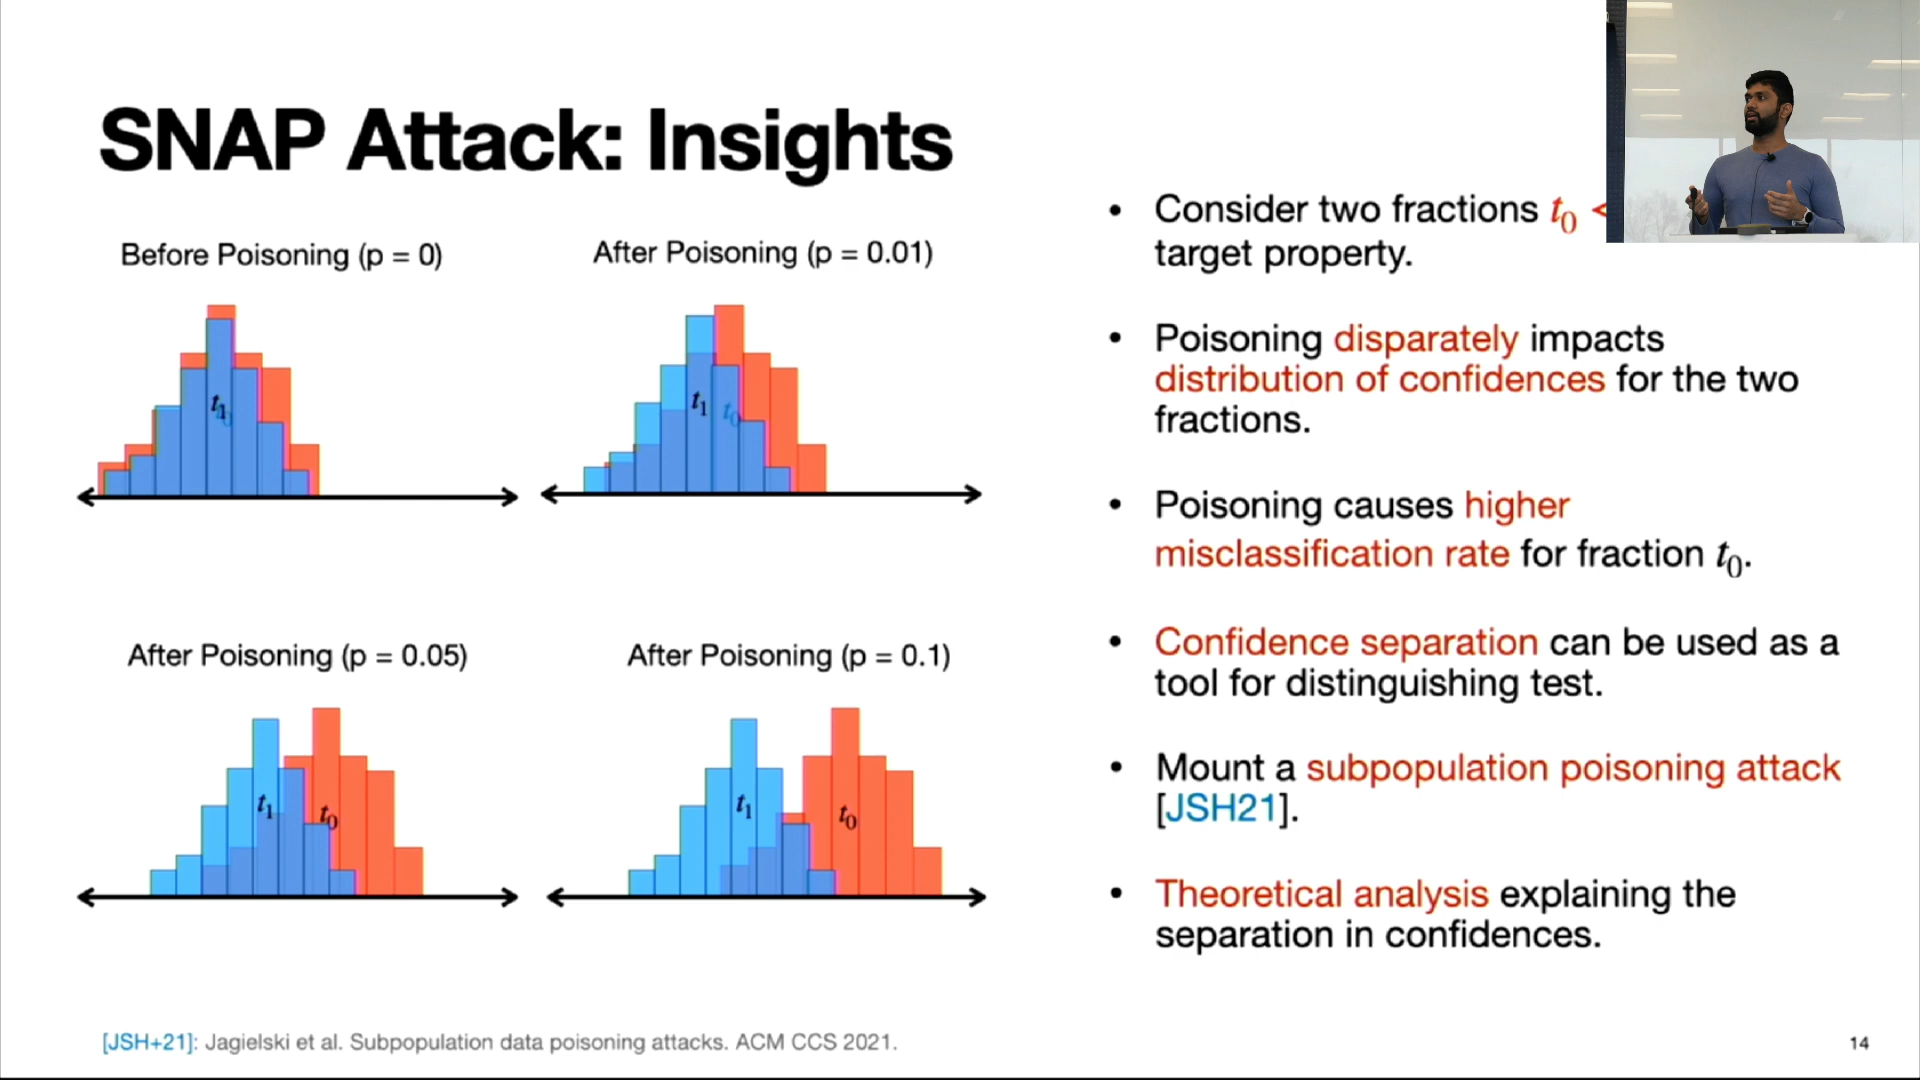 SNAP Attack: Insights
Before Poisoning (p = 0)
t1
After Poisoning (p = 0.01)
t1 t0
After Poisoning (p = 0.05)
t1 t0
After Poisoning (p = 0.1)
t1 t0
• Consider two fractions t0 <
target property.
• Poisoning disparately impacts
distribution of confidences for the two
fractions.
• Poisoning causes higher
misclassification rate for fraction t0.
• Confidence separation can be used as a
tool for distinguishing test.
• Mount a subpopulation poisoning attack
[JSH21].
• Theoretical analysis explaining the
separation in confidences.
[JSH+21]: Jagielski et al. Subpopulation data poisoning attacks. ACM CCS 2021.
14